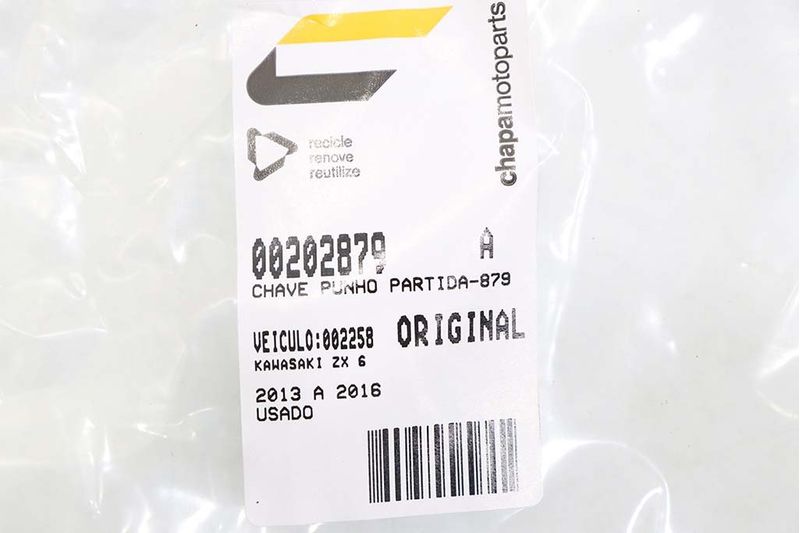 chapamotoparts
recicle
renove
reutilize
00202879 A
CHAVE PUNHO PARTIDA-879
VEICULO:002258 ORIGINAL
KAWASAKI ZX 6
2013 A 2016
USADO